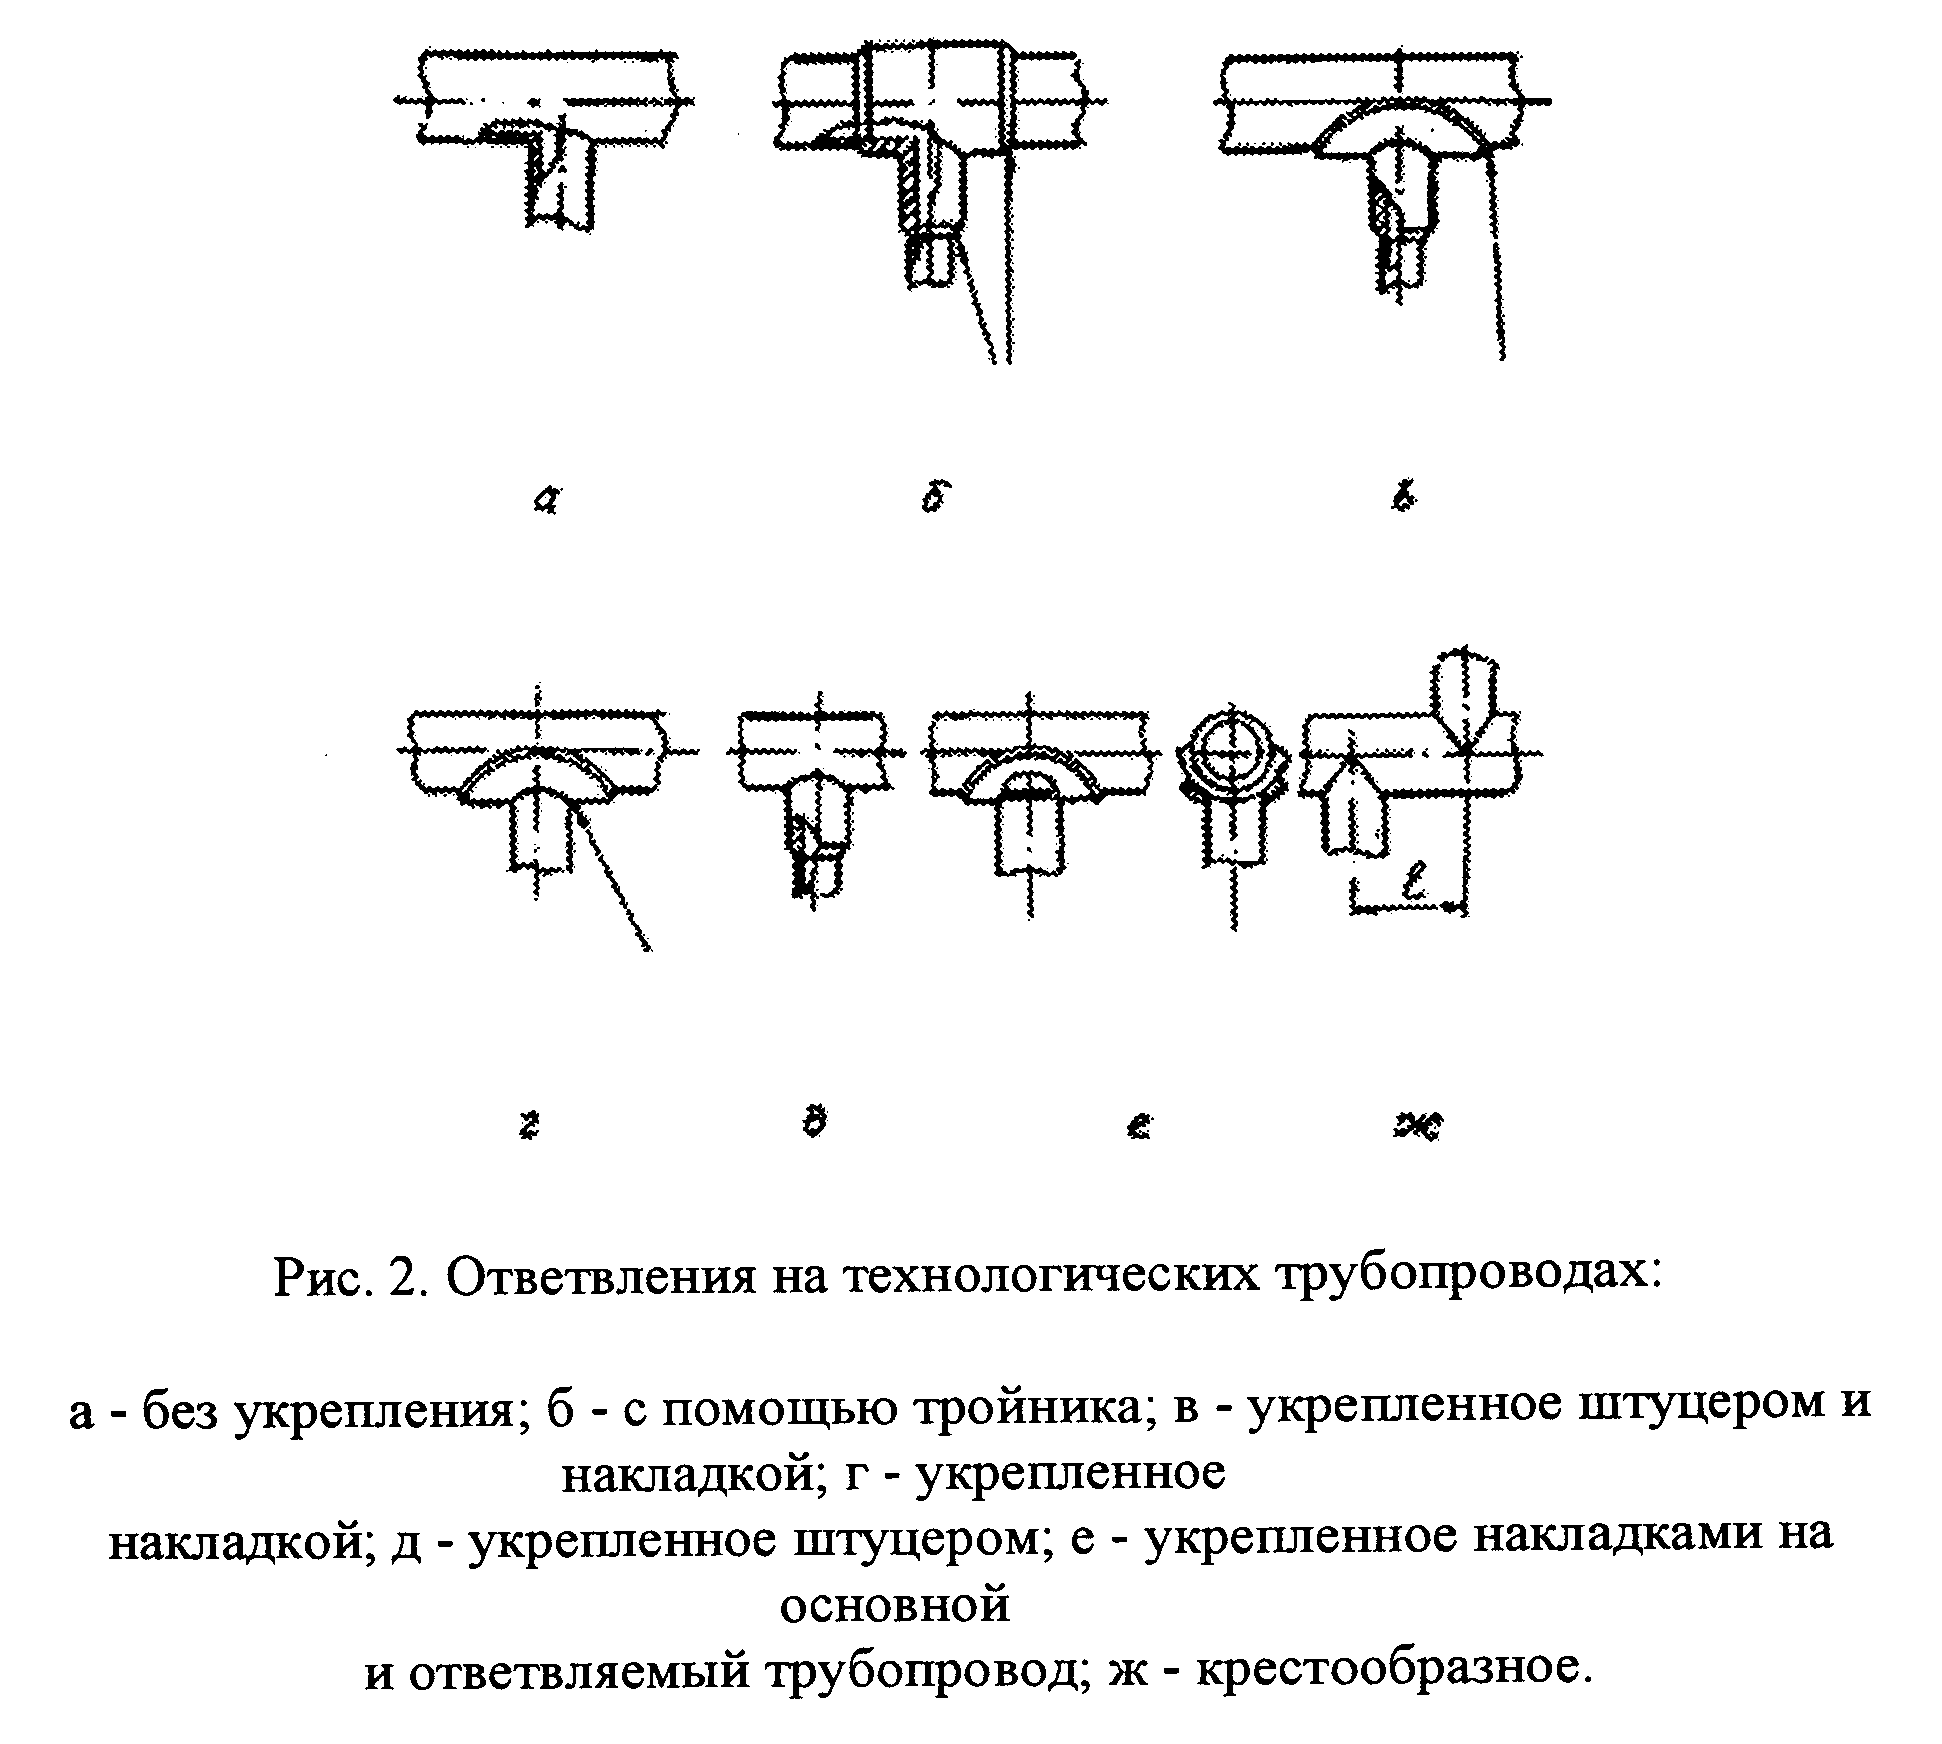 а б в
г д е ж
l
Рис. 2. Ответвления на технологических трубопроводах:
а - без укрепления; б - с помощью тройника; в - укрепленное штуцером и
накладкой; г - укрепленное
накладкой; д - укрепленное штуцером; е - укрепленное накладками на
основной
и ответвляемый трубопровод; ж - крестообразное.